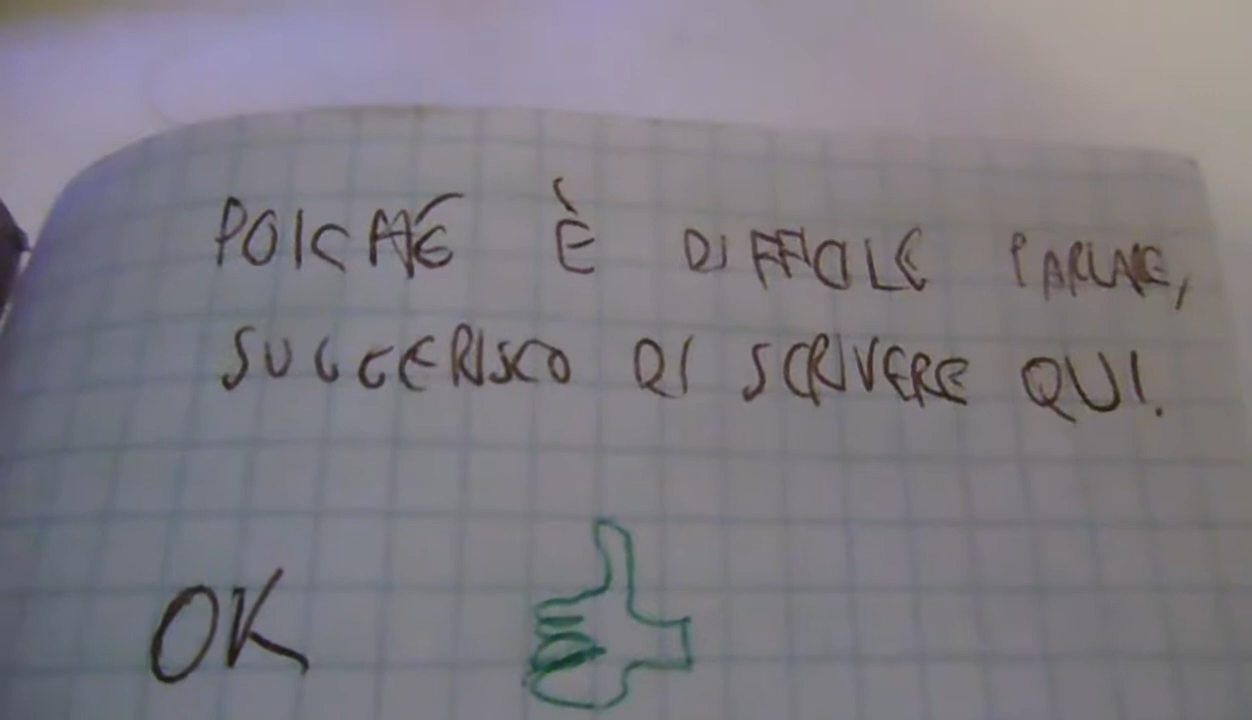 POICHÉ È DIFFICILE PARLARE,
SUGGERISCO DI SCRIVERE QUI.
OK